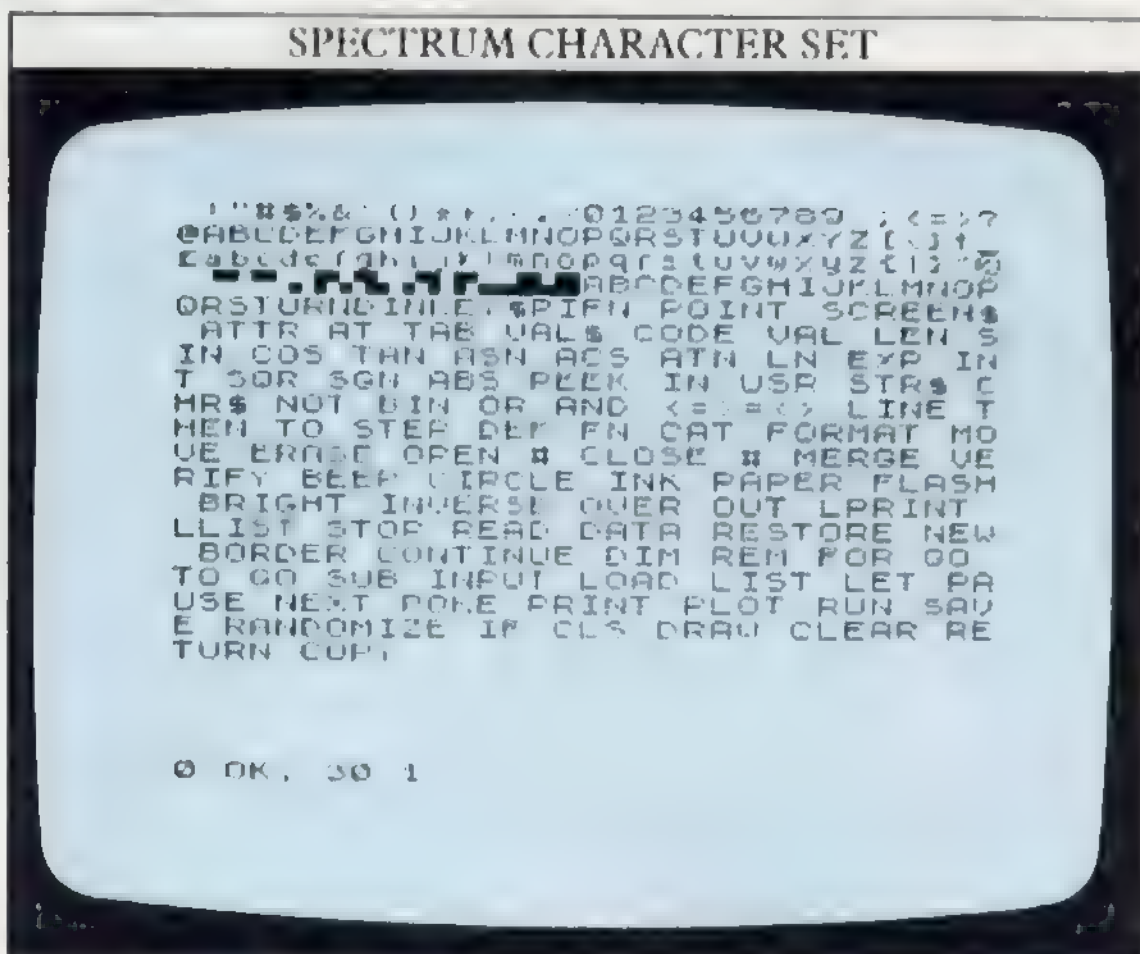 SPECTRUM CHARACTER SET
!"#$%&'()*+,-./0123456789:;<=>?
@ABCDEFGHIJKLMNOPQRSTUVWXYZ[\]↑_
£abcdefghijklmnopqrstuvwxyz{|}~©
ABCDEFGHIJKLMNOP
QRSTURNDINKEY$PIFN POINT SCREEN$
ATTR AT TAB VAL$ CODE VAL LEN S
IN COS TAN ASN ACS ATN LN EXP IN
T SQR SGN ABS PEEK IN USR STR$ C
HR$ NOT BIN OR AND <=>=<> LINE T
HEN TO STEP DEF FN CAT FORMAT MO
VE ERASE OPEN # CLOSE # MERGE VE
RIFY BEEP CIRCLE INK PAPER FLASH
BRIGHT INVERSE OVER OUT LPRINT
LLIST STOP READ DATA RESTORE NEW
BORDER CONTINUE DIM REM FOR GO
TO GO SUB INPUT LOAD LIST LET PA
USE NEXT POKE PRINT PLOT RUN SAV
E RANDOMIZE IF CLS DRAW CLEAR RE
TURN COPY
0 OK, 30 1